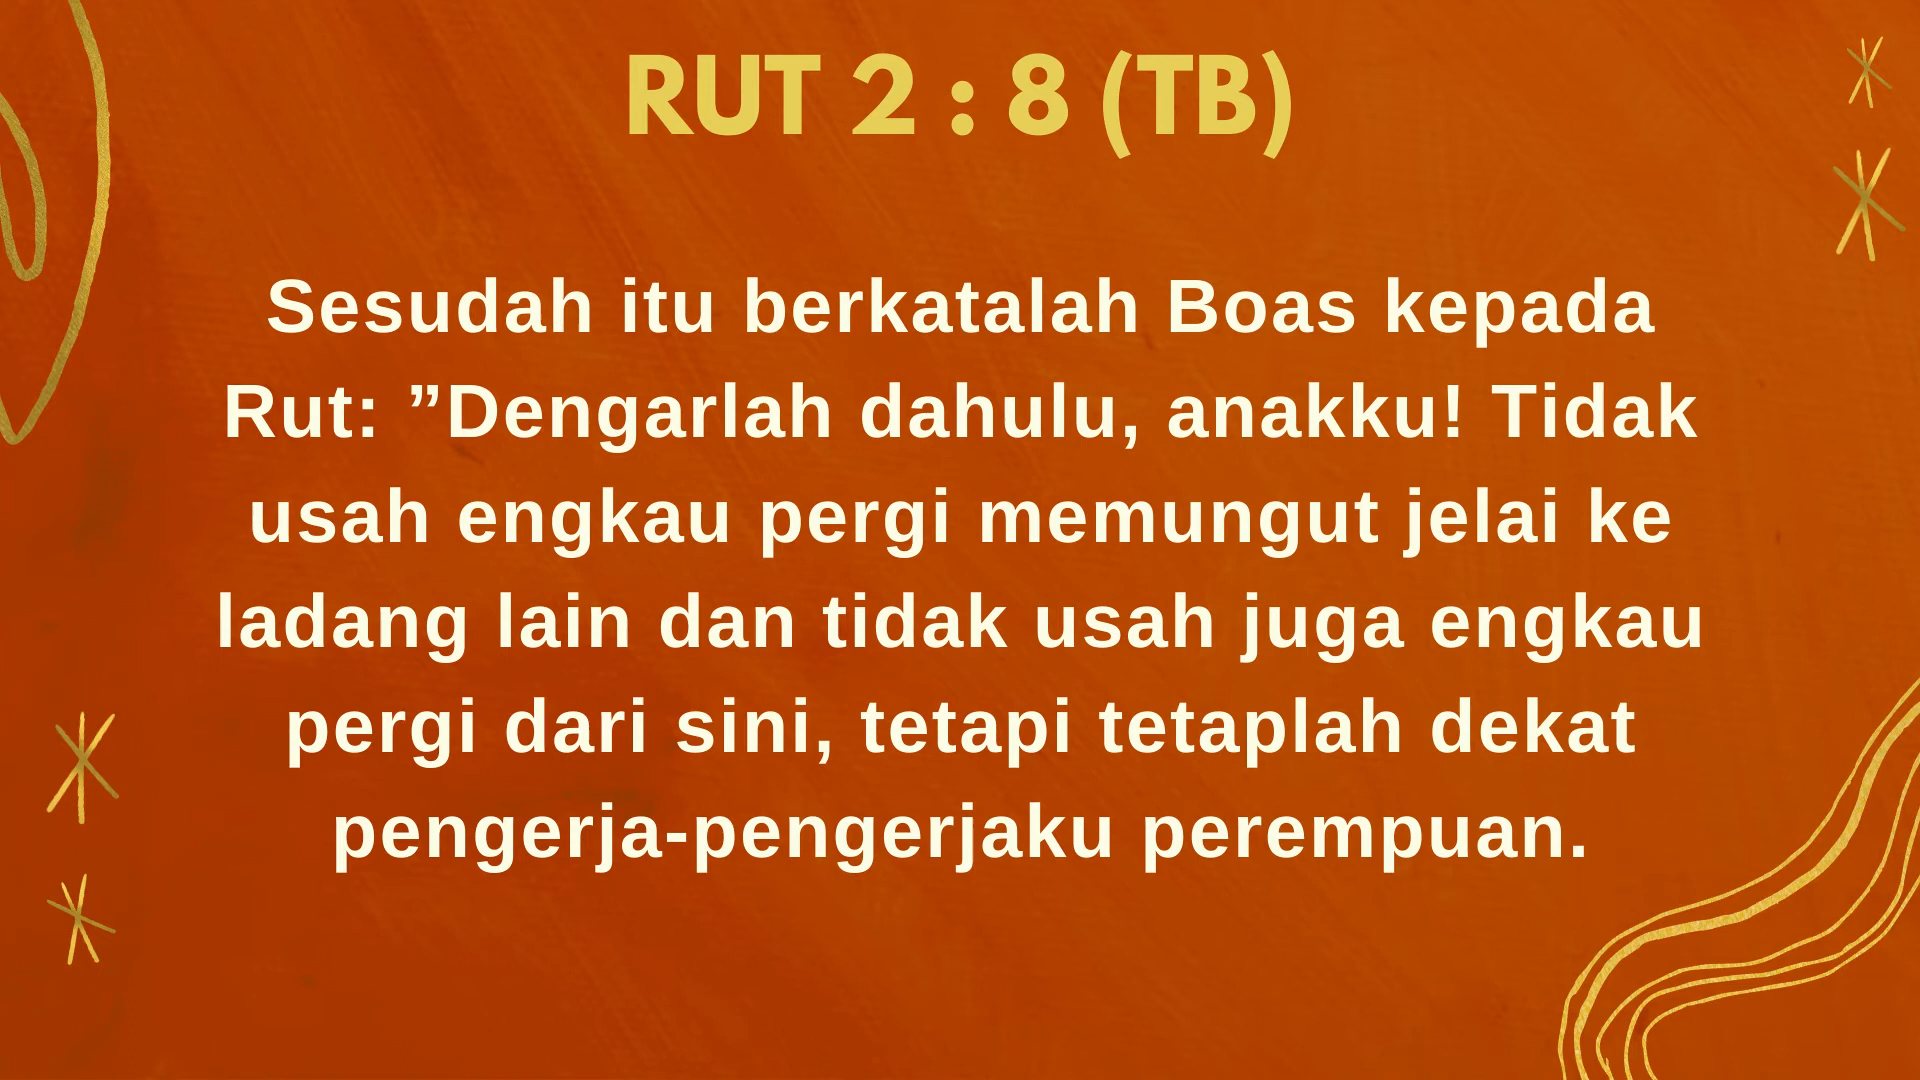 RUT 2 : 8 (TB)
Sesudah itu berkatalah Boas kepada
Rut: ”Dengarlah dahulu, anakku! Tidak
usah engkau pergi memungut jelai ke
ladang lain dan tidak usah juga engkau
pergi dari sini, tetapi tetaplah dekat
pengerja-pengerjaku perempuan.